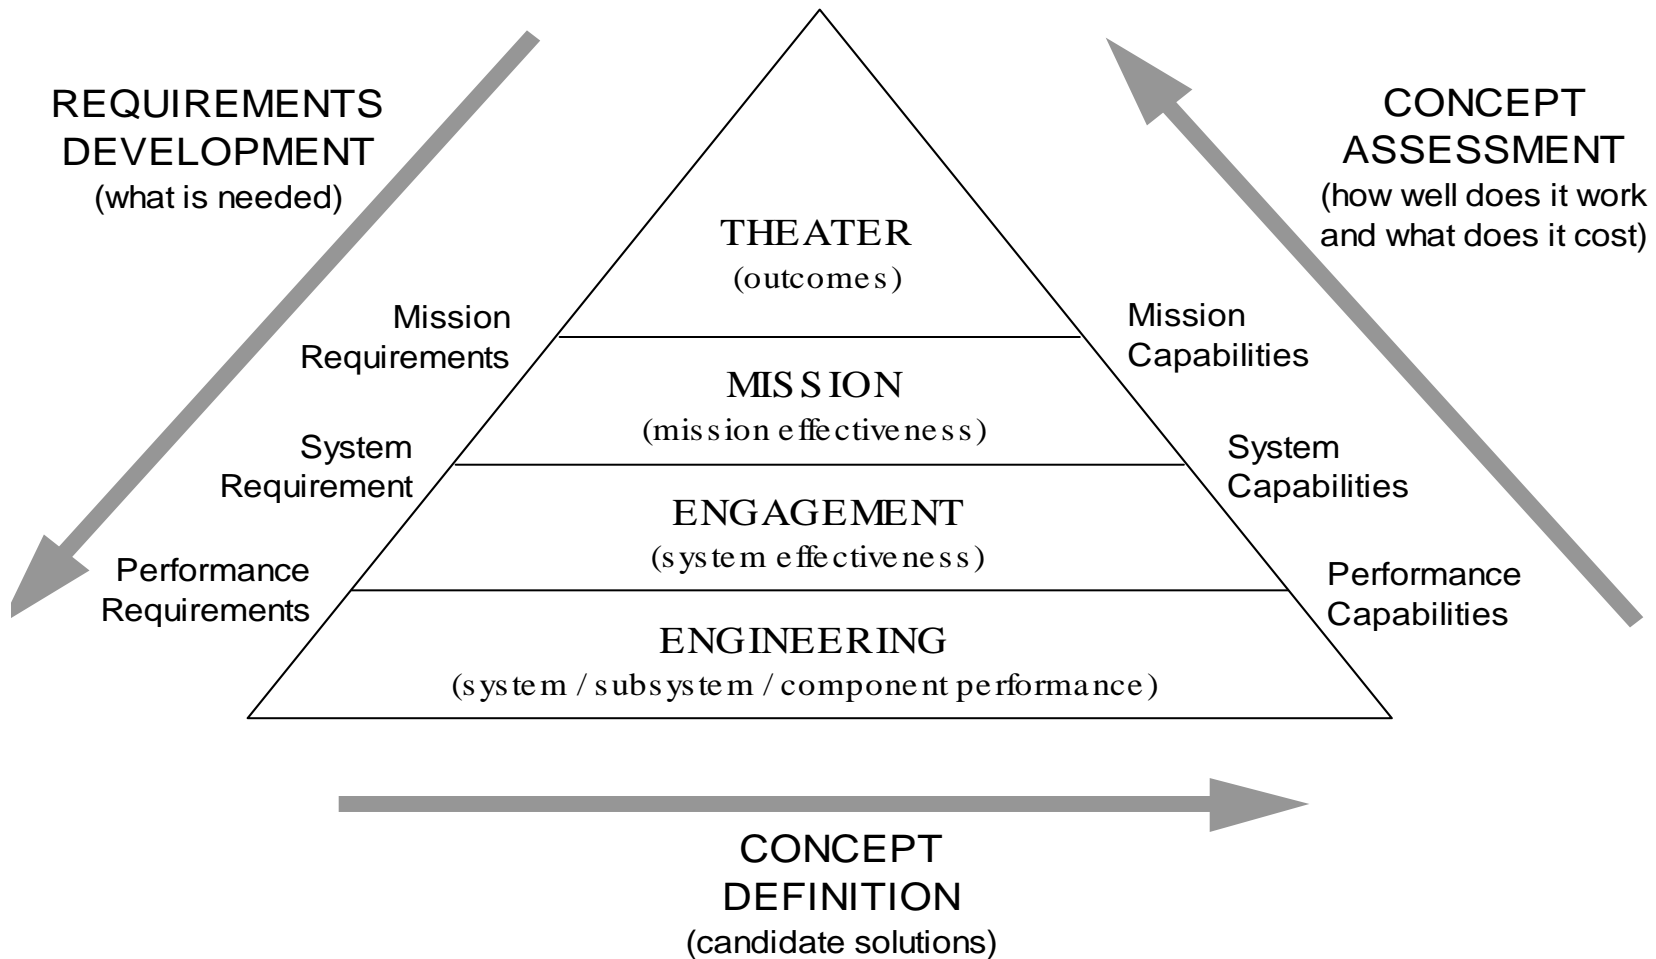 REQUIREMENTS
DEVELOPMENT
(what is needed)
CONCEPT
ASSESSMENT
(how well does it work
and what does it cost)
THEATER
(outcomes)
Mission
Requirements
Mission
Capabilities
MISSION
(mission effectiveness)
System
Requirement
System
Capabilities
ENGAGEMENT
(system effectiveness)
Performance
Requirements
Performance
Capabilities
ENGINEERING
(system / subsystem / component performance)
CONCEPT
DEFINITION
(candidate solutions)